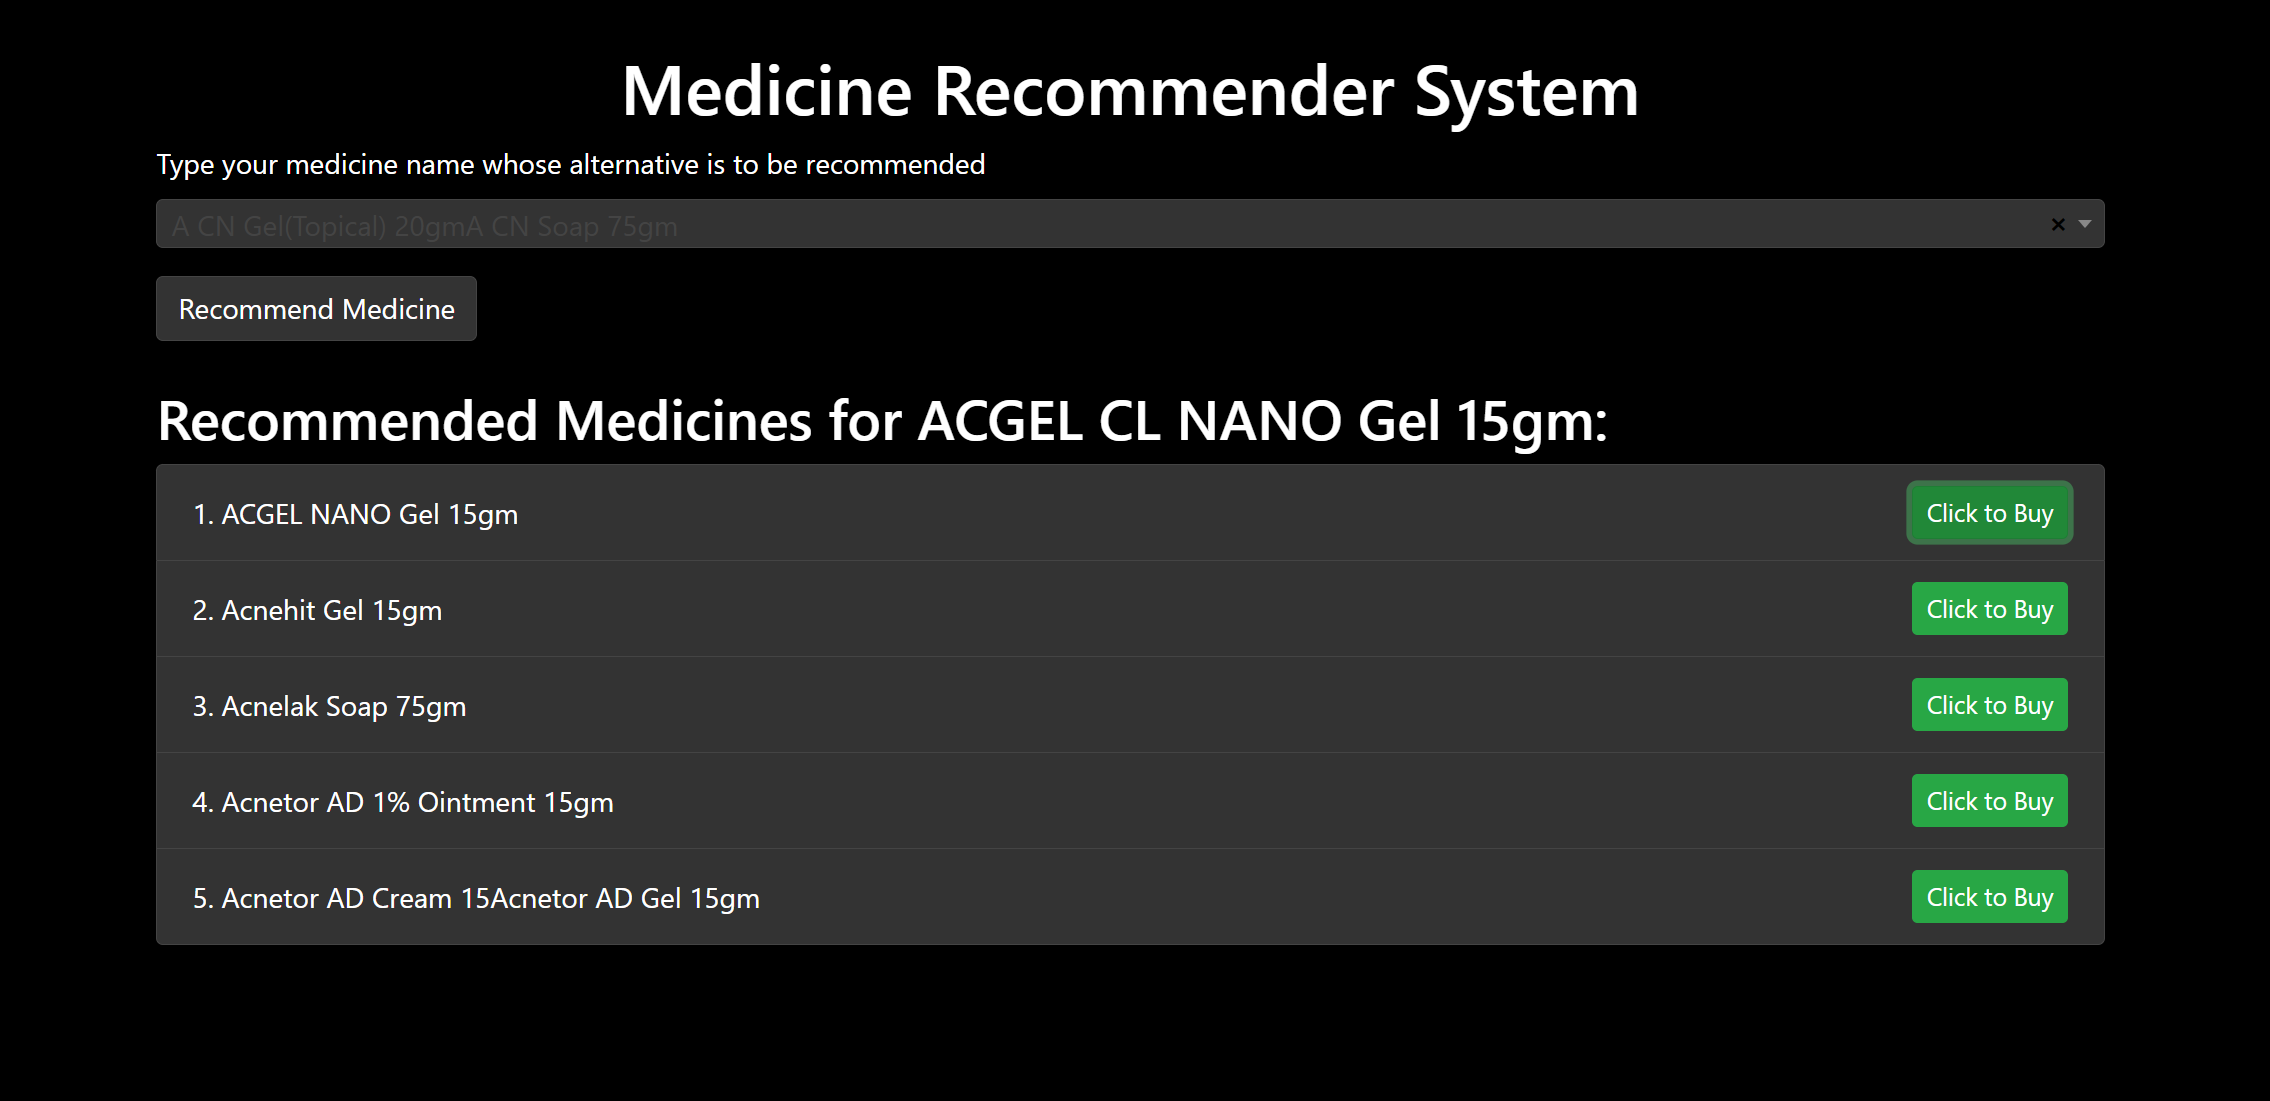 Medicine Recommender System
Type your medicine name whose alternative is to be recommended
A CN Gel(Topical) 20gmA CN Soap 75gm
Recommend Medicine
Recommended Medicines for ACGEL CL NANO Gel 15gm:
1. ACGEL NANO Gel 15gm Click to Buy
2. Acnehit Gel 15gm Click to Buy
3. Acnelak Soap 75gm Click to Buy
4. Acnetor AD 1% Ointment 15gm Click to Buy
5. Acnetor AD Cream 15Acnetor AD Gel 15gm Click to Buy